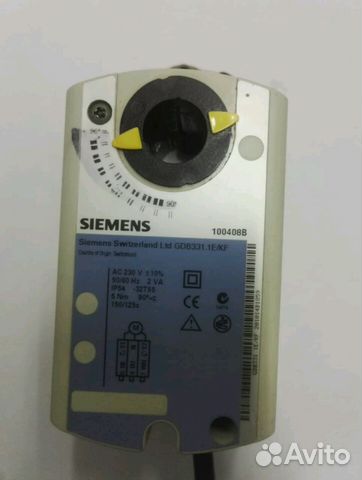 SIEMENS
100408B
Siemens Switzerland Ltd GDB331.1E/KF
Country of Origin: Switzerland
AC 230 V ±10%
50/60 Hz 2 VA
IP54 -32T55
5 Nm 90°<
150/125s
M
Avito